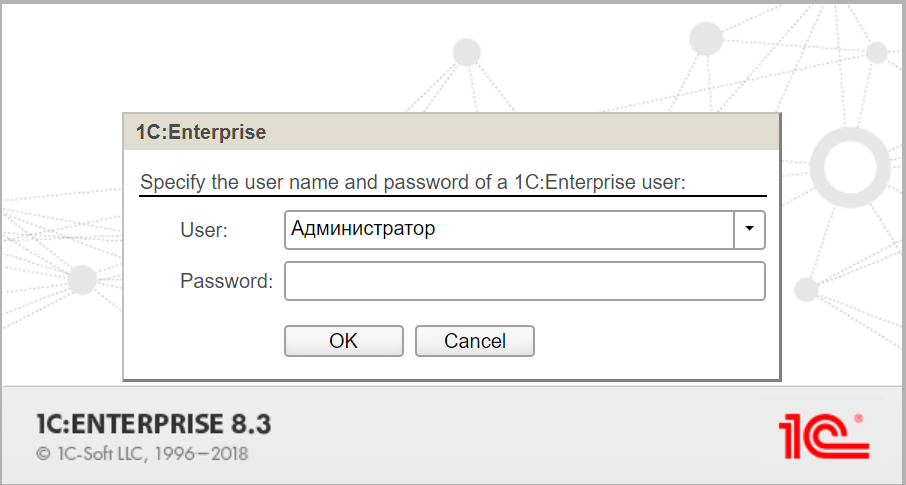 1C:Enterprise
Specify the user name and password of a 1C:Enterprise user:
User: Администратор
Password:
OK Cancel
1C:ENTERPRISE 8.3
© 1C-Soft LLC, 1996–2018
1C®